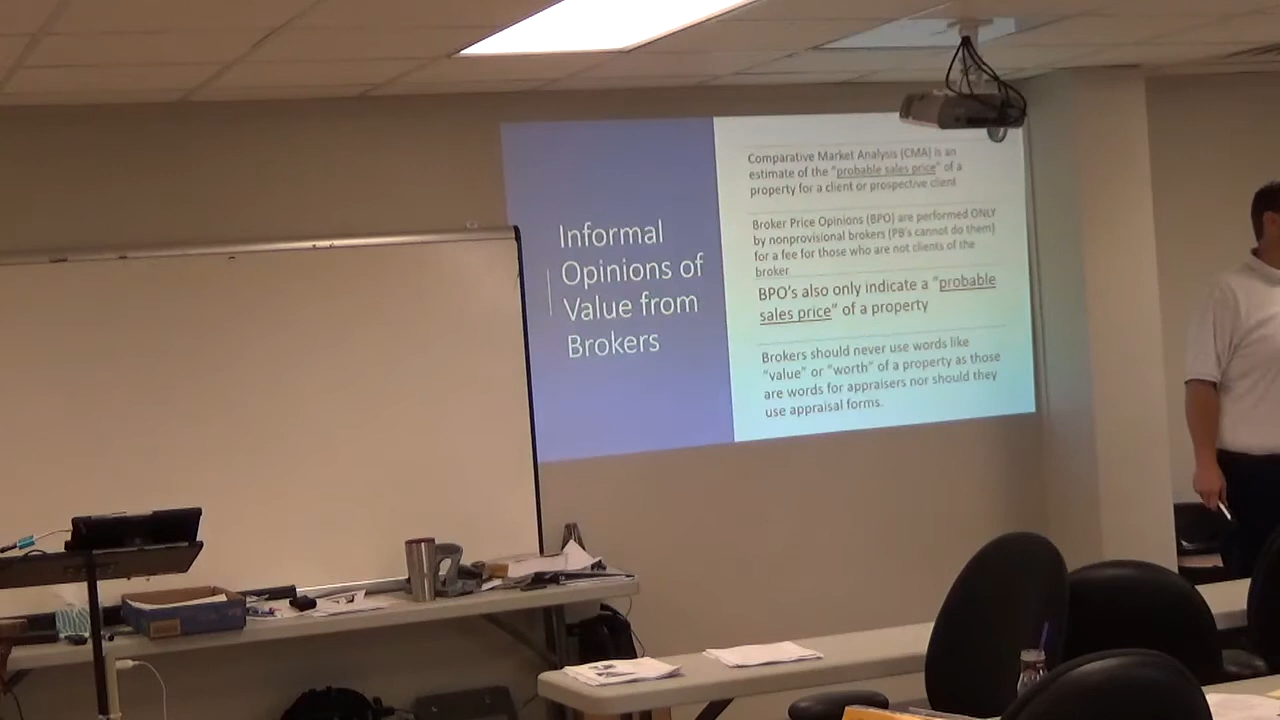 Informal
Opinions of
Value from
Brokers
Comparative Market Analysis (CMA) is an
estimate of the "probable sales price" of a
property for a client or prospective client
Broker Price Opinions (BPO) are performed ONLY
by nonprovisional brokers (PB's cannot do them)
for a fee for those who are not clients of the
broker
BPO's also only indicate a "probable
sales price" of a property
Brokers should never use words like
"value" or "worth" of a property as those
are words for appraisers nor should they
use appraisal forms.